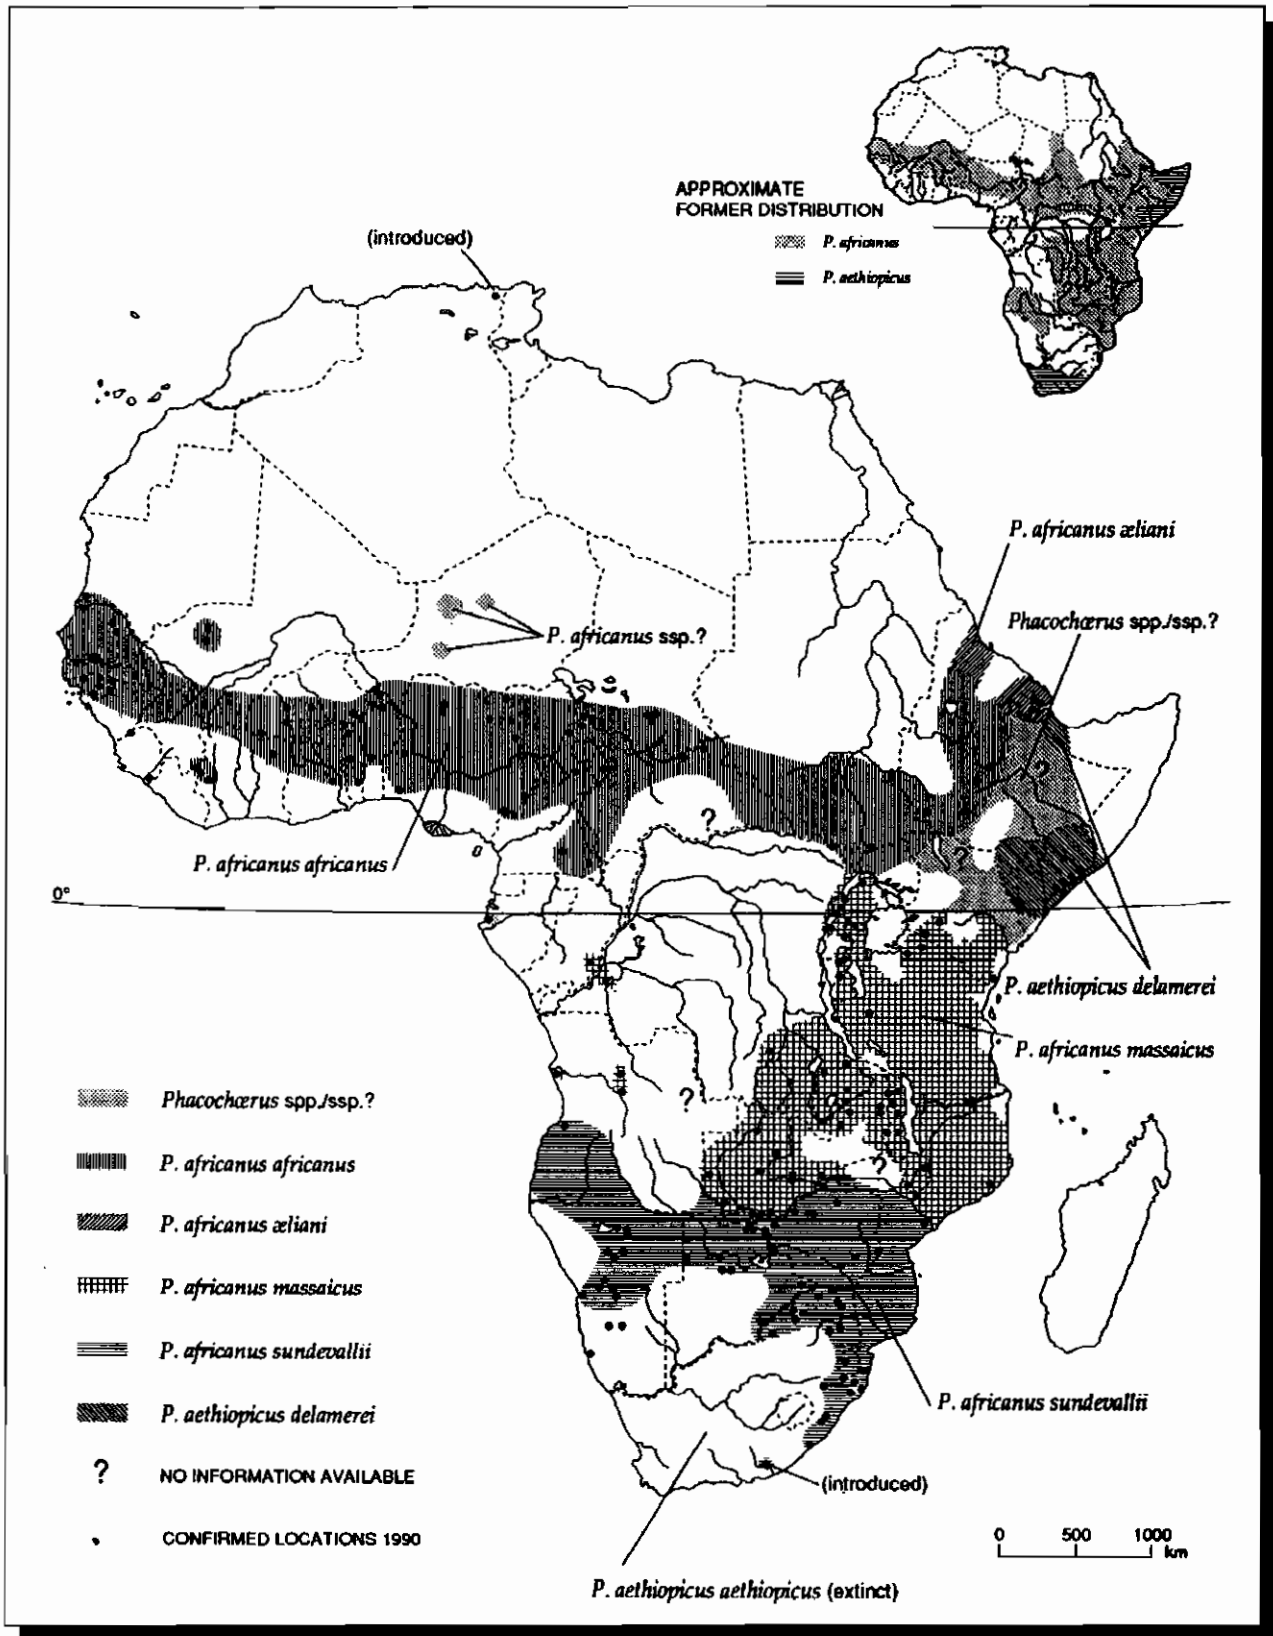 APPROXIMATE
FORMER DISTRIBUTION
P. africanus
P. aethiopicus
(introduced)
P. africanus æliani
Phacochœrus spp./ssp.?
P. africanus ssp.?
?
?
?
P. africanus africanus
0°
P. aethiopicus delamerei
P. africanus massaicus
?
?
Phacochœrus spp./ssp.?
P. africanus africanus
P. africanus æliani
P. africanus massaicus
P. africanus sundevallii
P. aethiopicus delamerei
? NO INFORMATION AVAILABLE
CONFIRMED LOCATIONS 1990
P. africanus sundevallii
(introduced)
0 500 1000
km
P. aethiopicus aethiopicus (extinct)